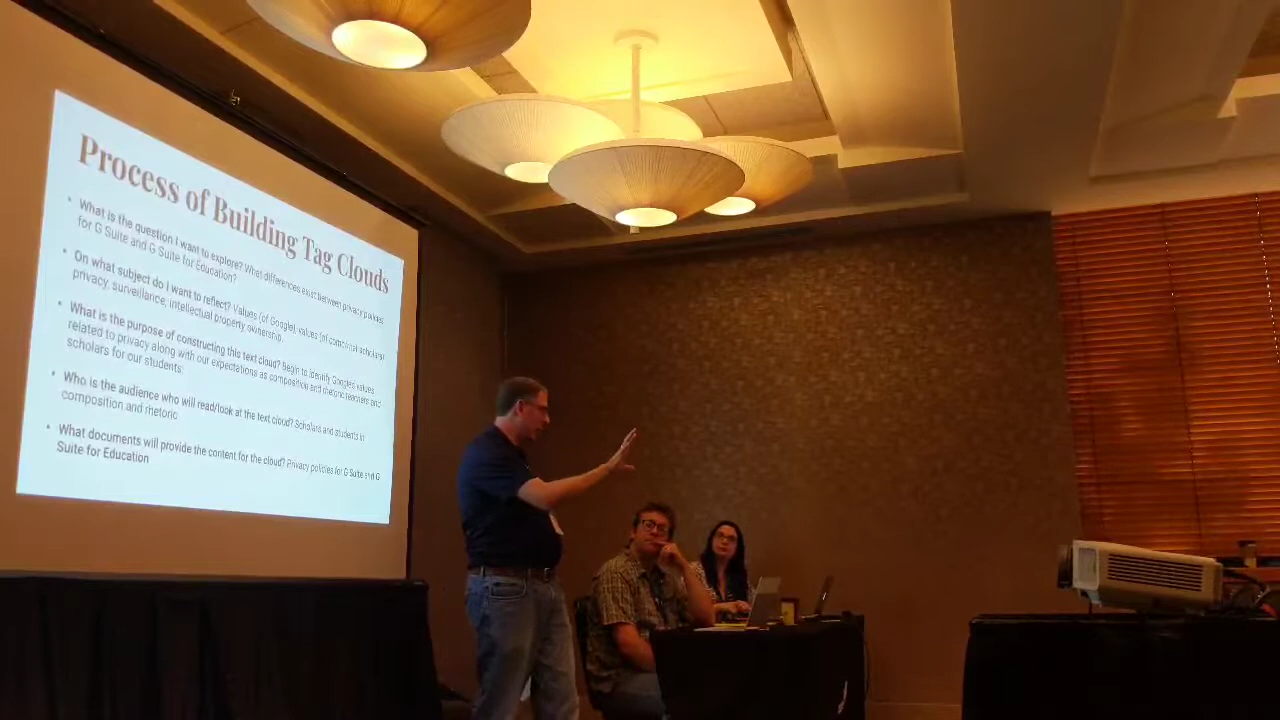 Process of Building Tag Clouds
• What is the question I want to explore? What differences exist between privacy policies
for G Suite and G Suite for Education?
• On what subject do I want to reflect? Values (of Google), values (of comp/rhet scholars)
privacy, surveillance, intellectual property ownership.
• What is the purpose of constructing this text cloud? Begin to identify Google's values
related to privacy along with our expectations as composition and rhetoric teachers and
scholars for our students.
• Who is the audience who will read/look at the text cloud? Scholars and students in
composition and rhetoric
• What documents will provide the content for the cloud? Privacy policies for G Suite and G
Suite for Education